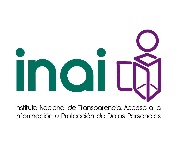 inai
Instituto Nacional de Transparencia, Acceso a la
Información y Protección de Datos Personales